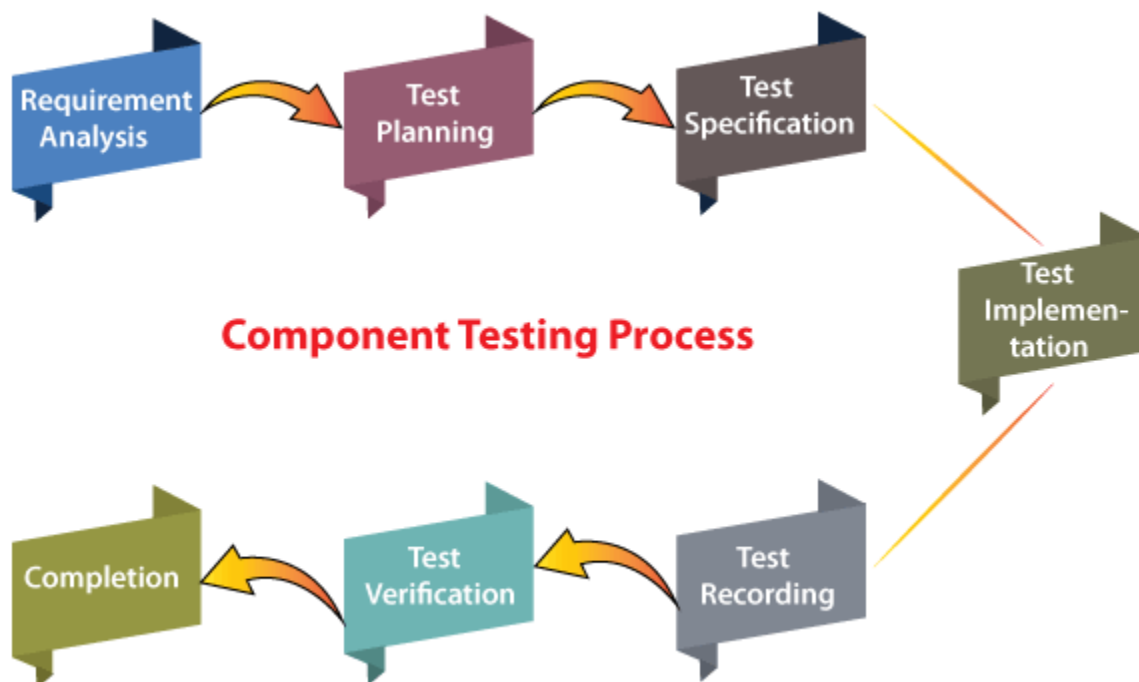 Requirement
Analysis
Test
Planning
Test
Specification
Test
Implemen-
tation
Component Testing Process
Completion
Test
Verification
Test
Recording